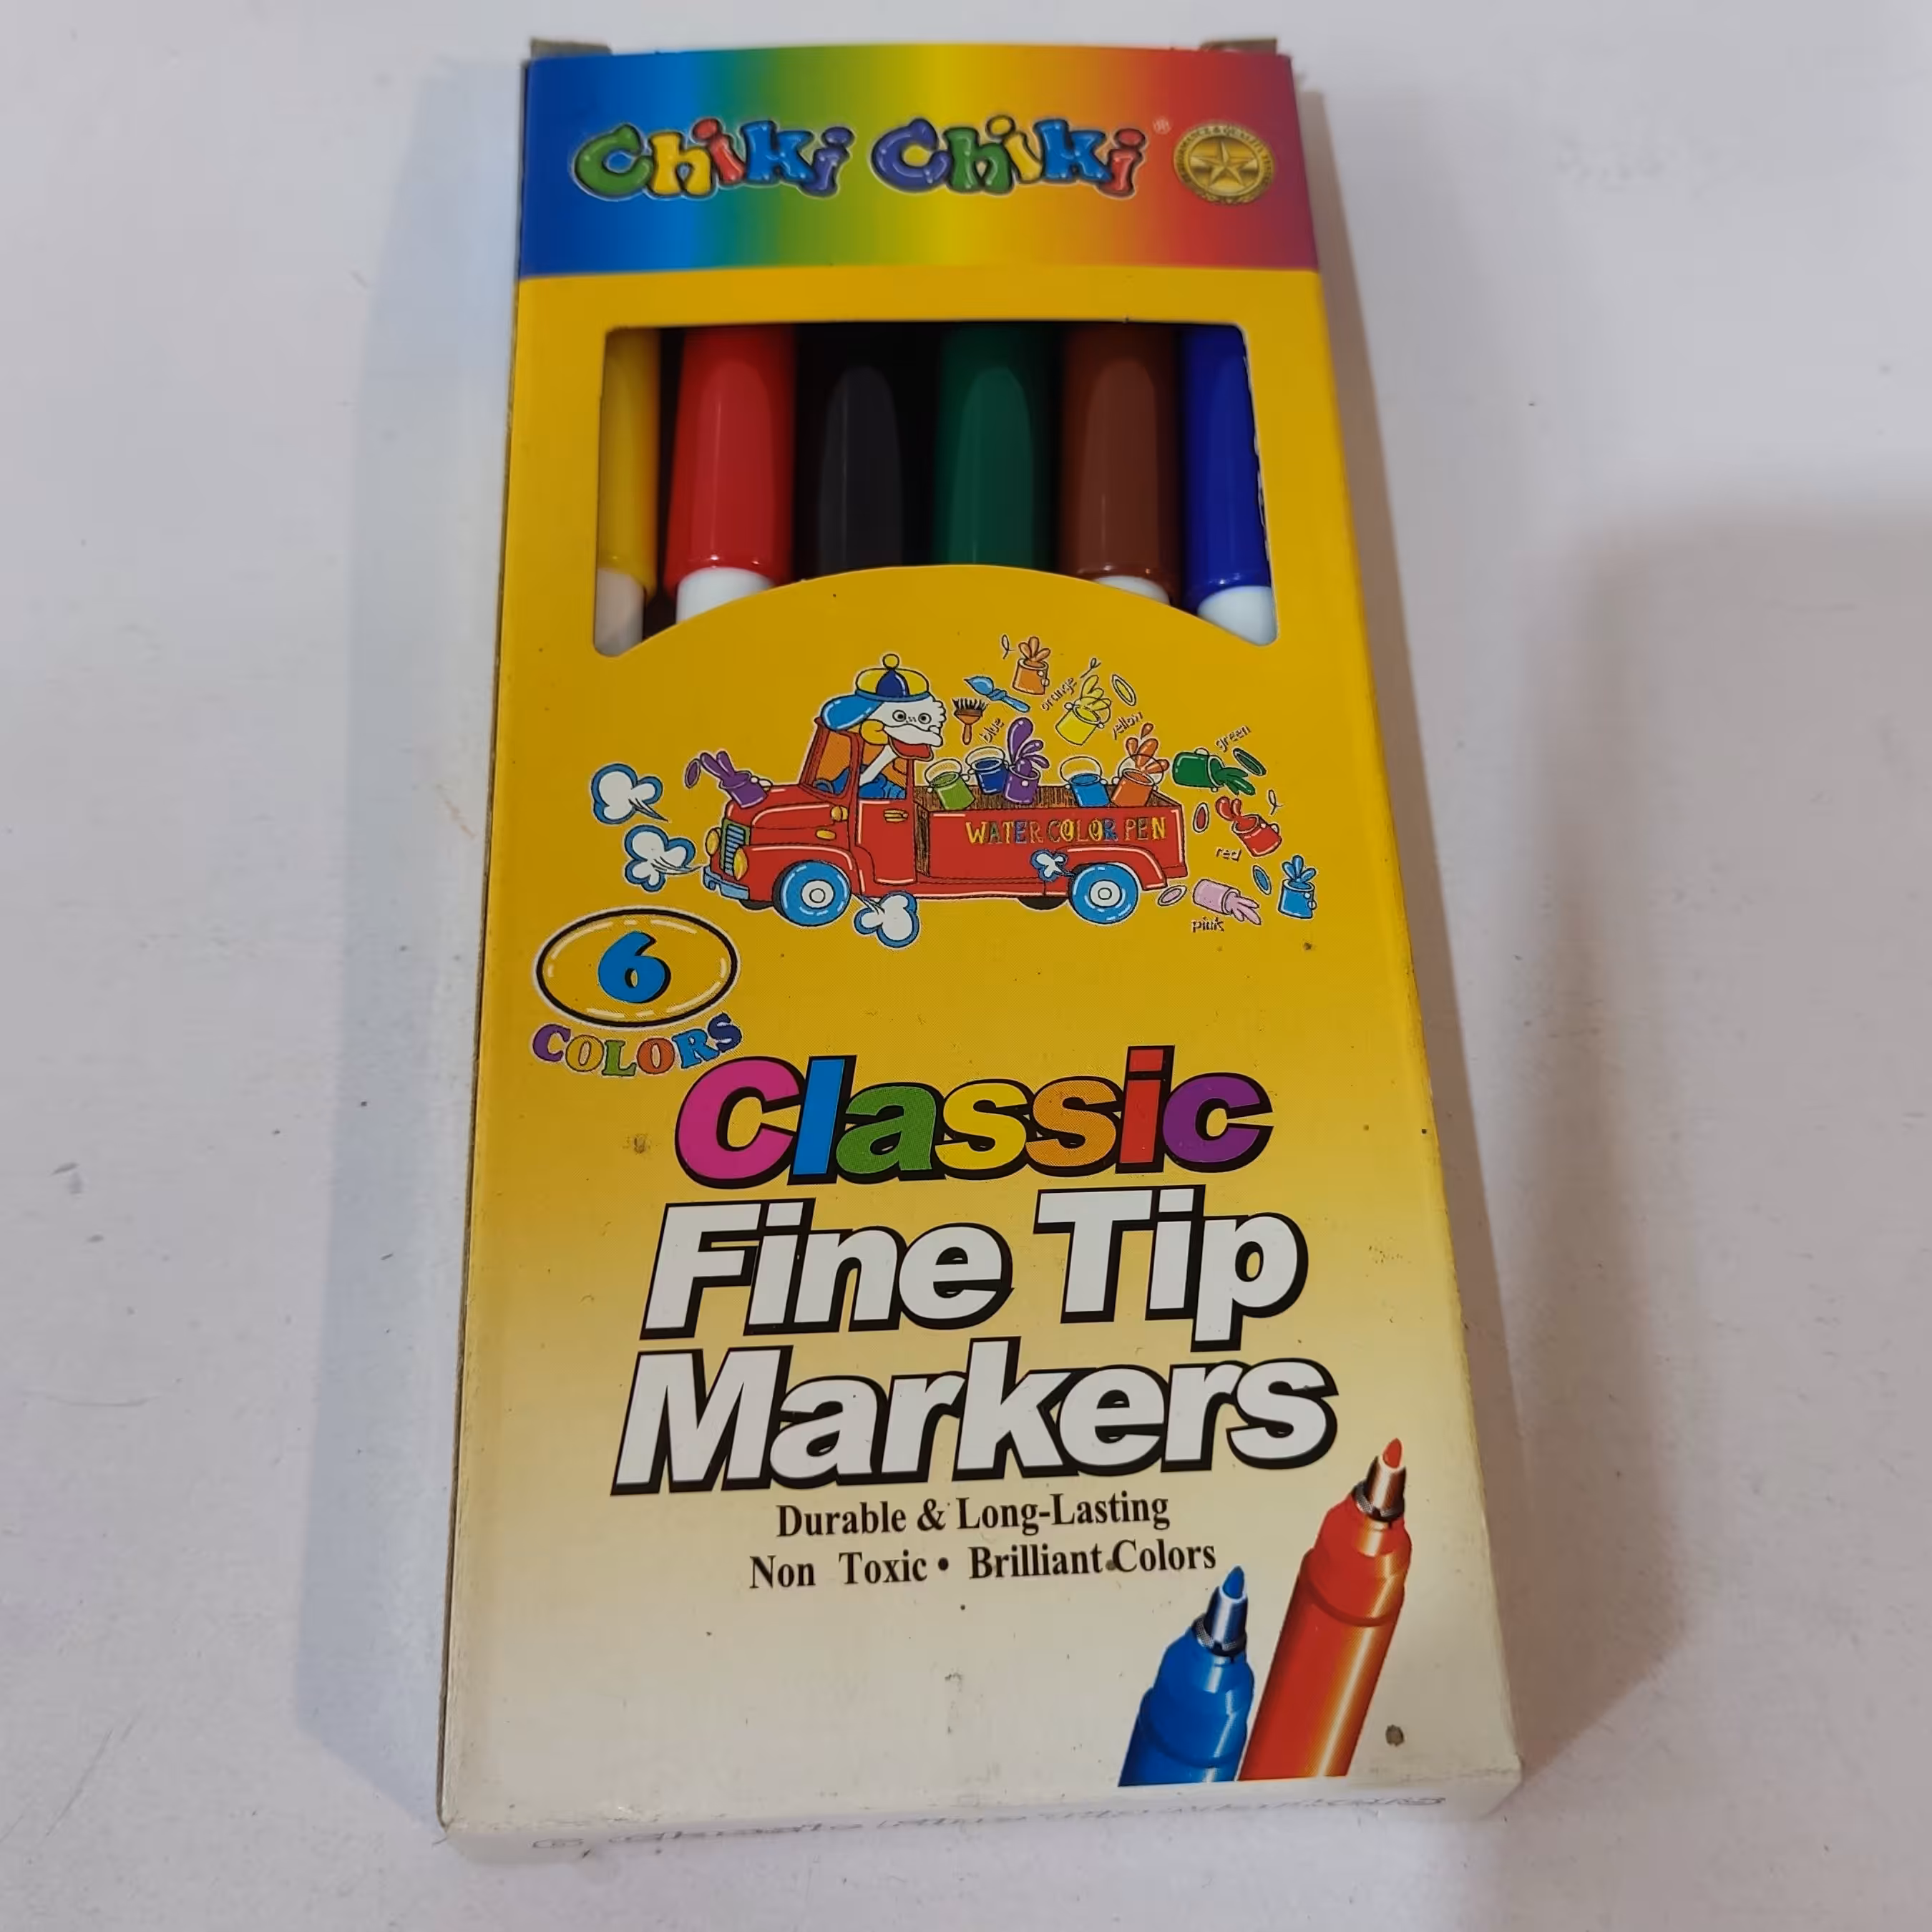 Chiki Chiki ®
orange
blue
yellow
green
WATER COLOR PEN
red
pink
6
COLORS
Classic
Fine Tip
Markers
Durable & Long-Lasting
Non Toxic • Brilliant Colors